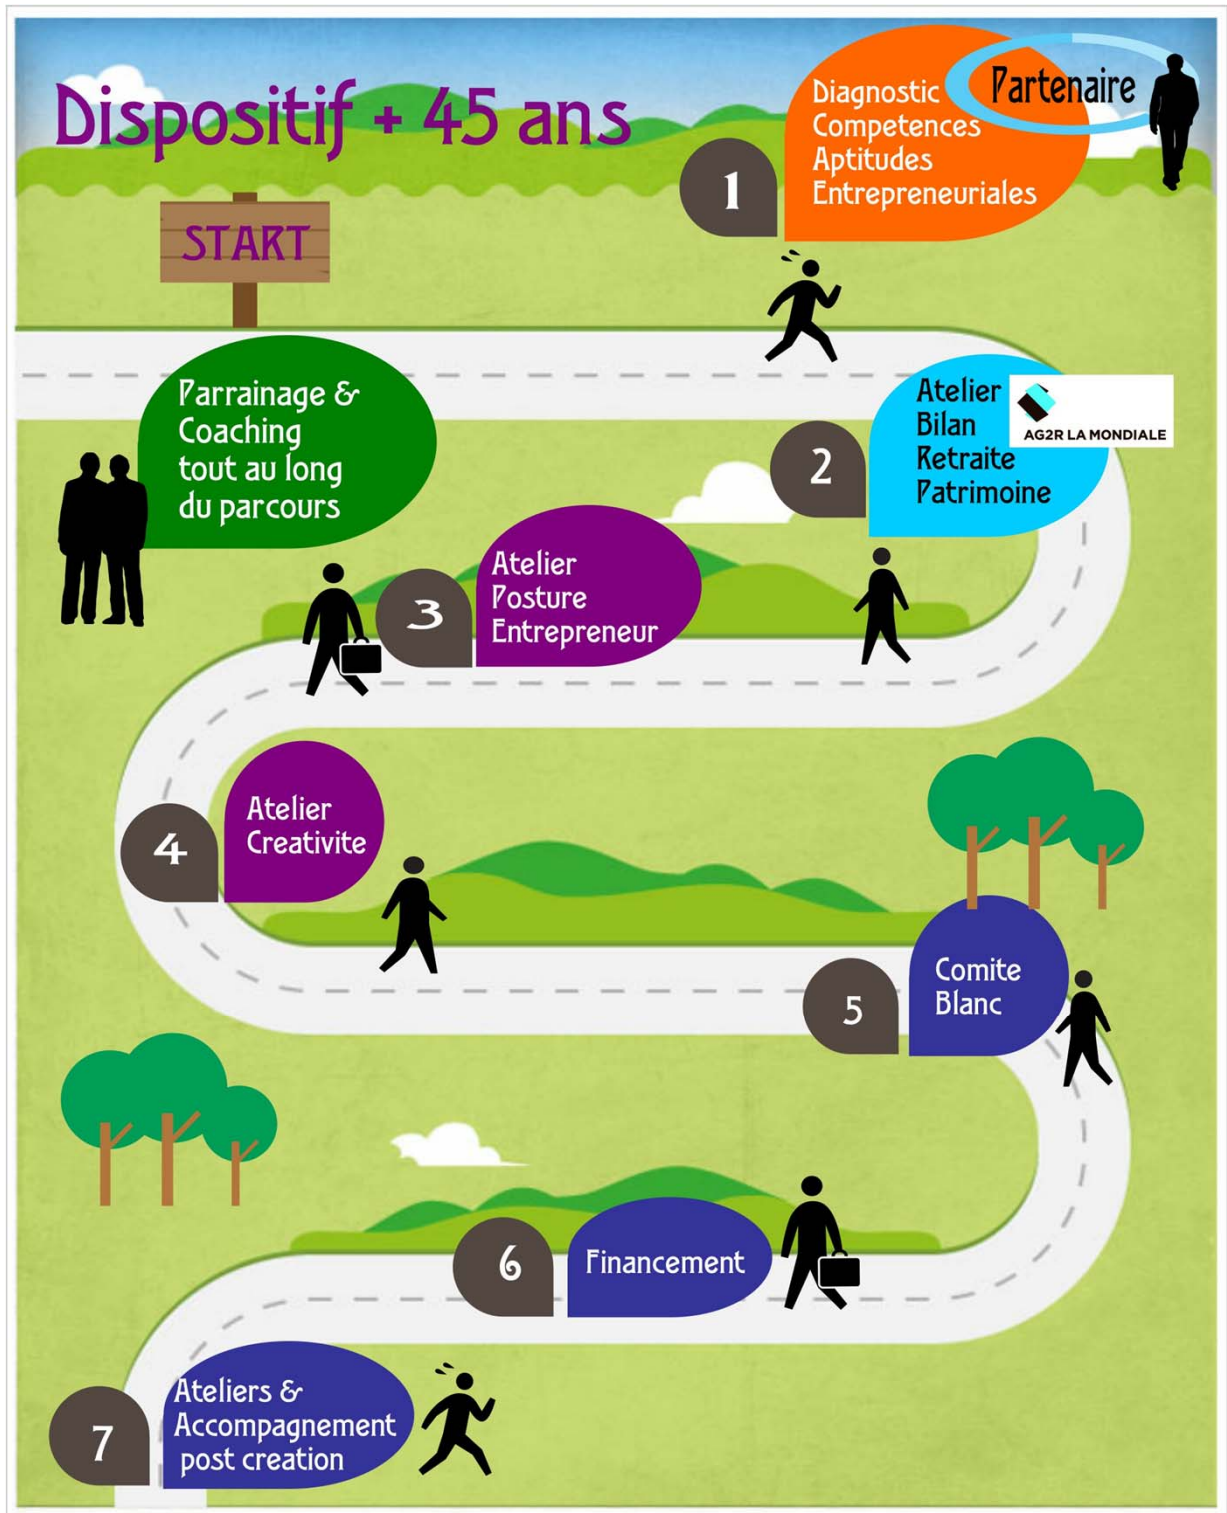 Dispositif + 45 ans
START
1
Diagnostic
Competences
Aptitudes
Entrepreneuriales
Partenaire
Parrainage &
Coaching
tout au long
du parcours
2
Atelier
Bilan
Retraite
Patrimoine
AG2R LA MONDIALE
3
Atelier
Posture
Entrepreneur
4
Atelier
Creativite
5
Comite
Blanc
6
Financement
7
Ateliers &
Accompagnement
post creation